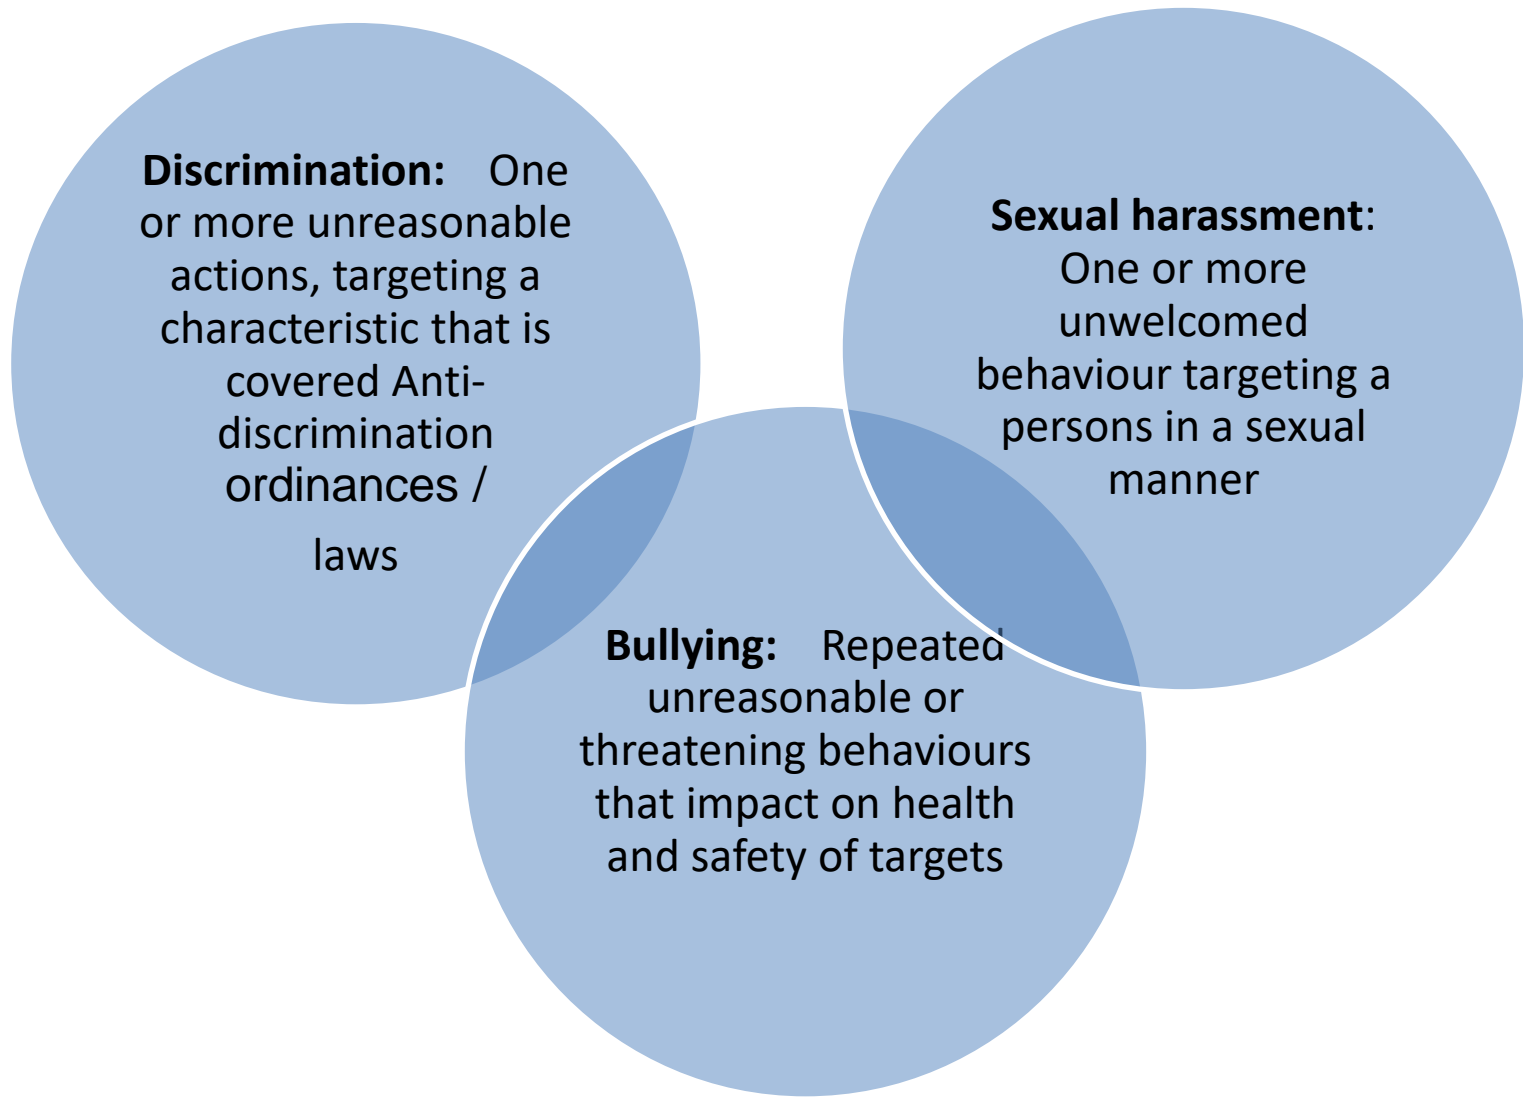 Discrimination: One
or more unreasonable
actions, targeting a
characteristic that is
covered Anti-
discrimination
ordinances /
laws
Sexual harassment:
One or more
unwelcomed
behaviour targeting a
persons in a sexual
manner
Bullying: Repeated
unreasonable or
threatening behaviours
that impact on health
and safety of targets